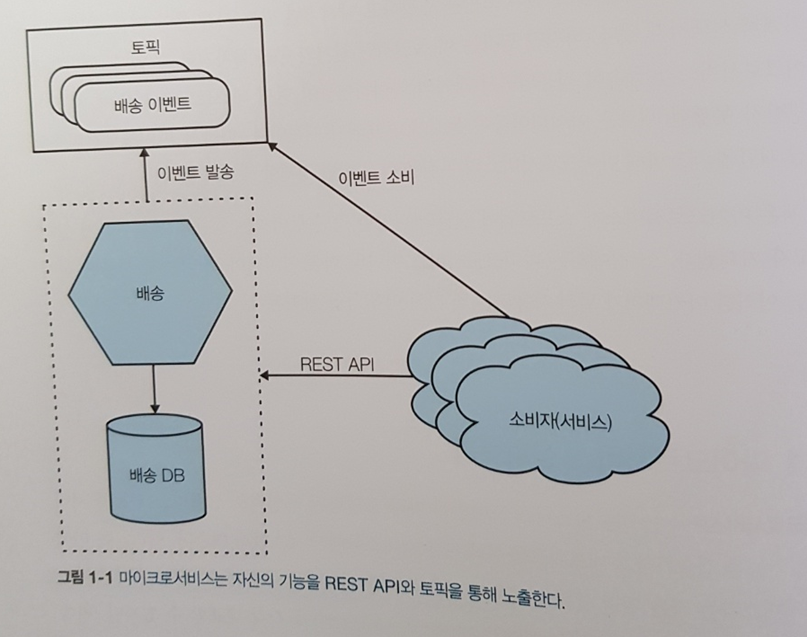 토픽
배송 이벤트
이벤트 발송
이벤트 소비
배송
REST API
소비자(서비스)
배송 DB
그림 1-1 마이크로서비스는 자신의 기능을 REST API와 토픽을 통해 노출한다.